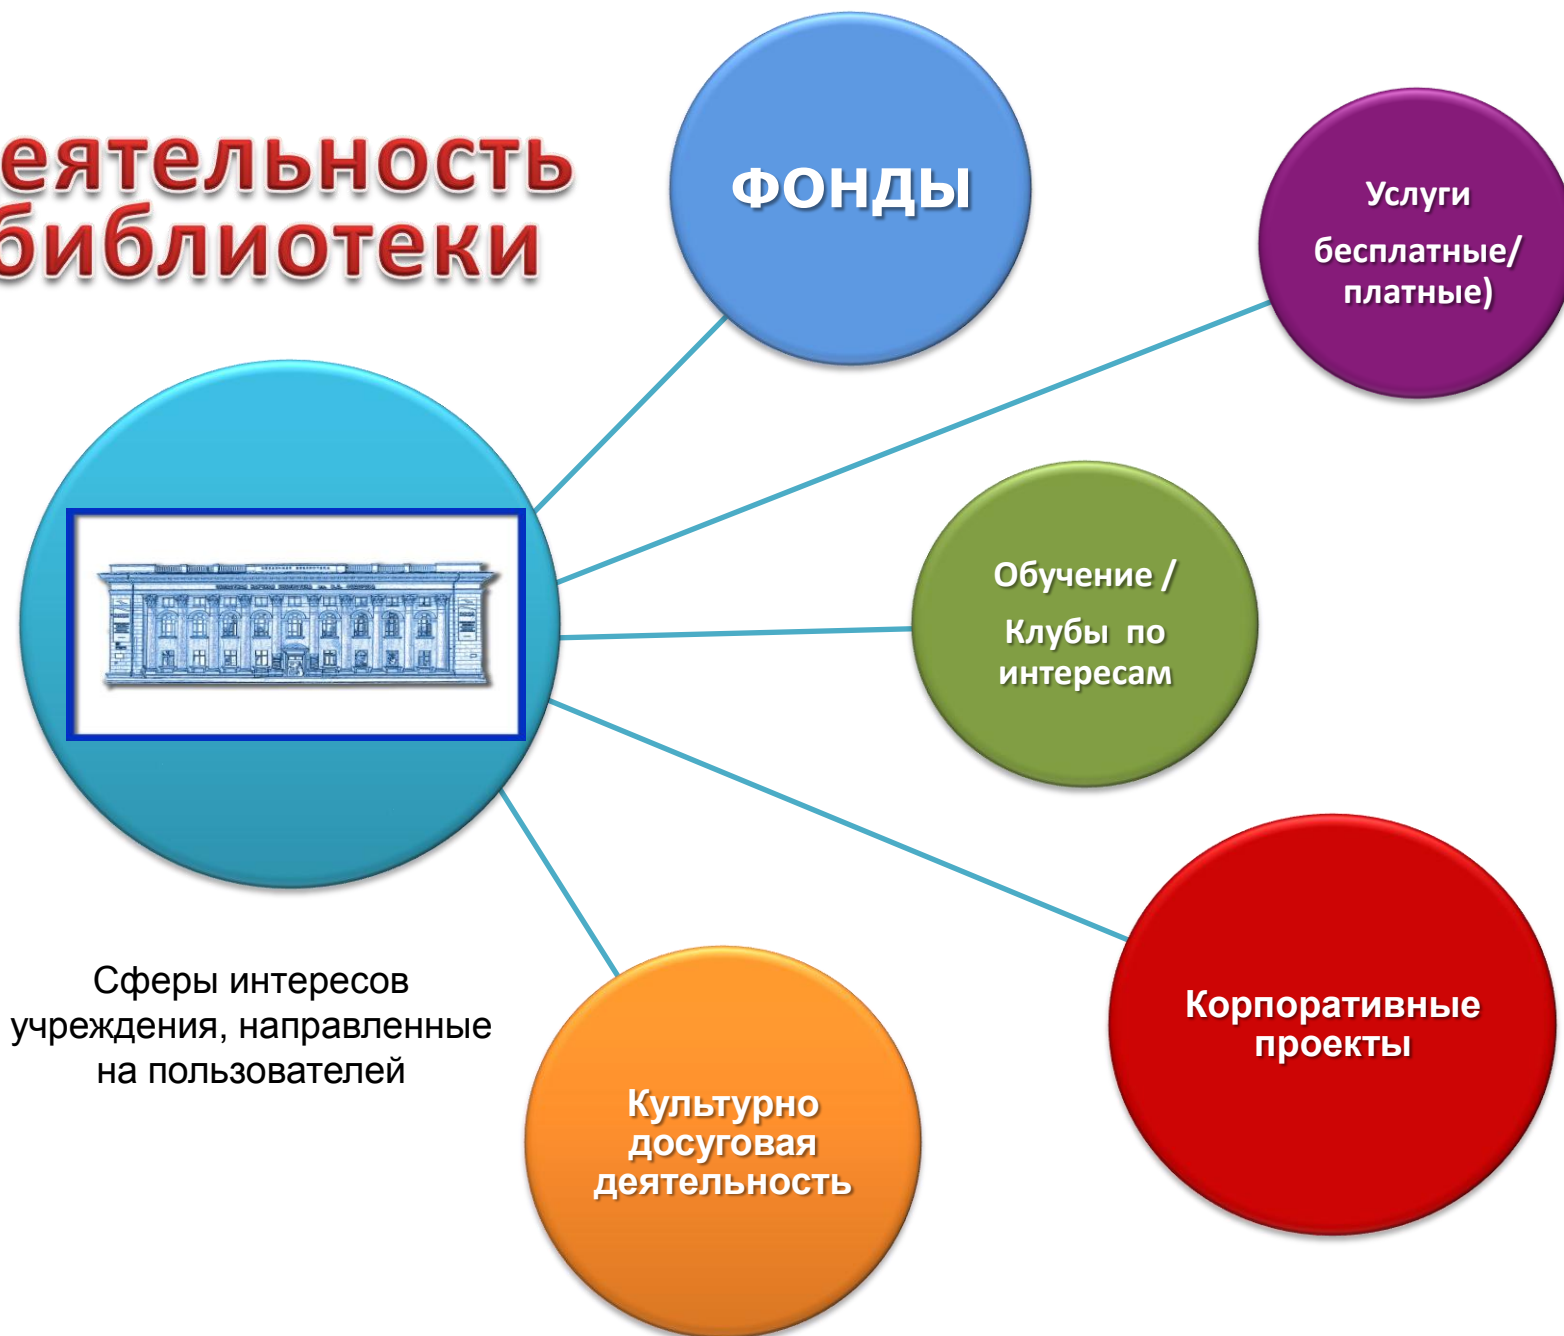 еятельность
библиотеки
ФОНДЫ
Услуги
бесплатные/
платные)
Обучение /
Клубы по
интересам
Корпоративные
проекты
Культурно
досуговая
деятельность
Сферы интересов
учреждения, направленные
на пользователей